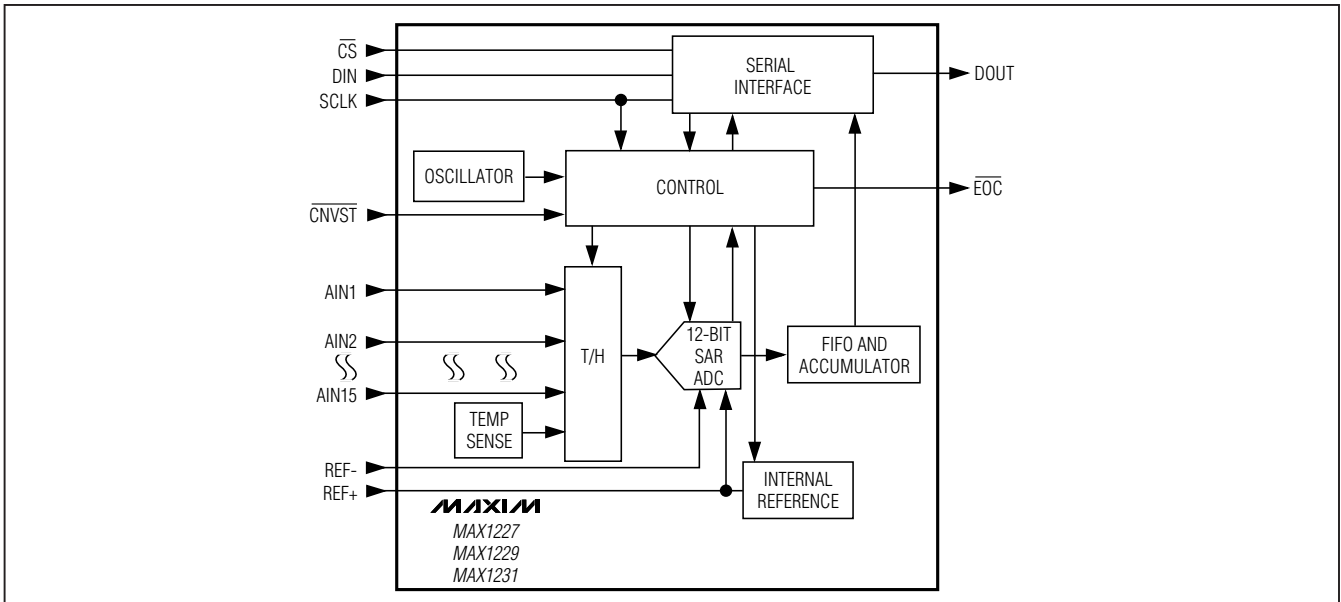 CS
DIN
SCLK
SERIAL
INTERFACE
DOUT
OSCILLATOR
CONTROL
EOC
CNVST
AIN1
AIN2
AIN15
T/H
12-BIT
SAR
ADC
FIFO AND
ACCUMULATOR
TEMP
SENSE
REF-
REF+
INTERNAL
REFERENCE
MAXIM
MAX1227
MAX1229
MAX1231